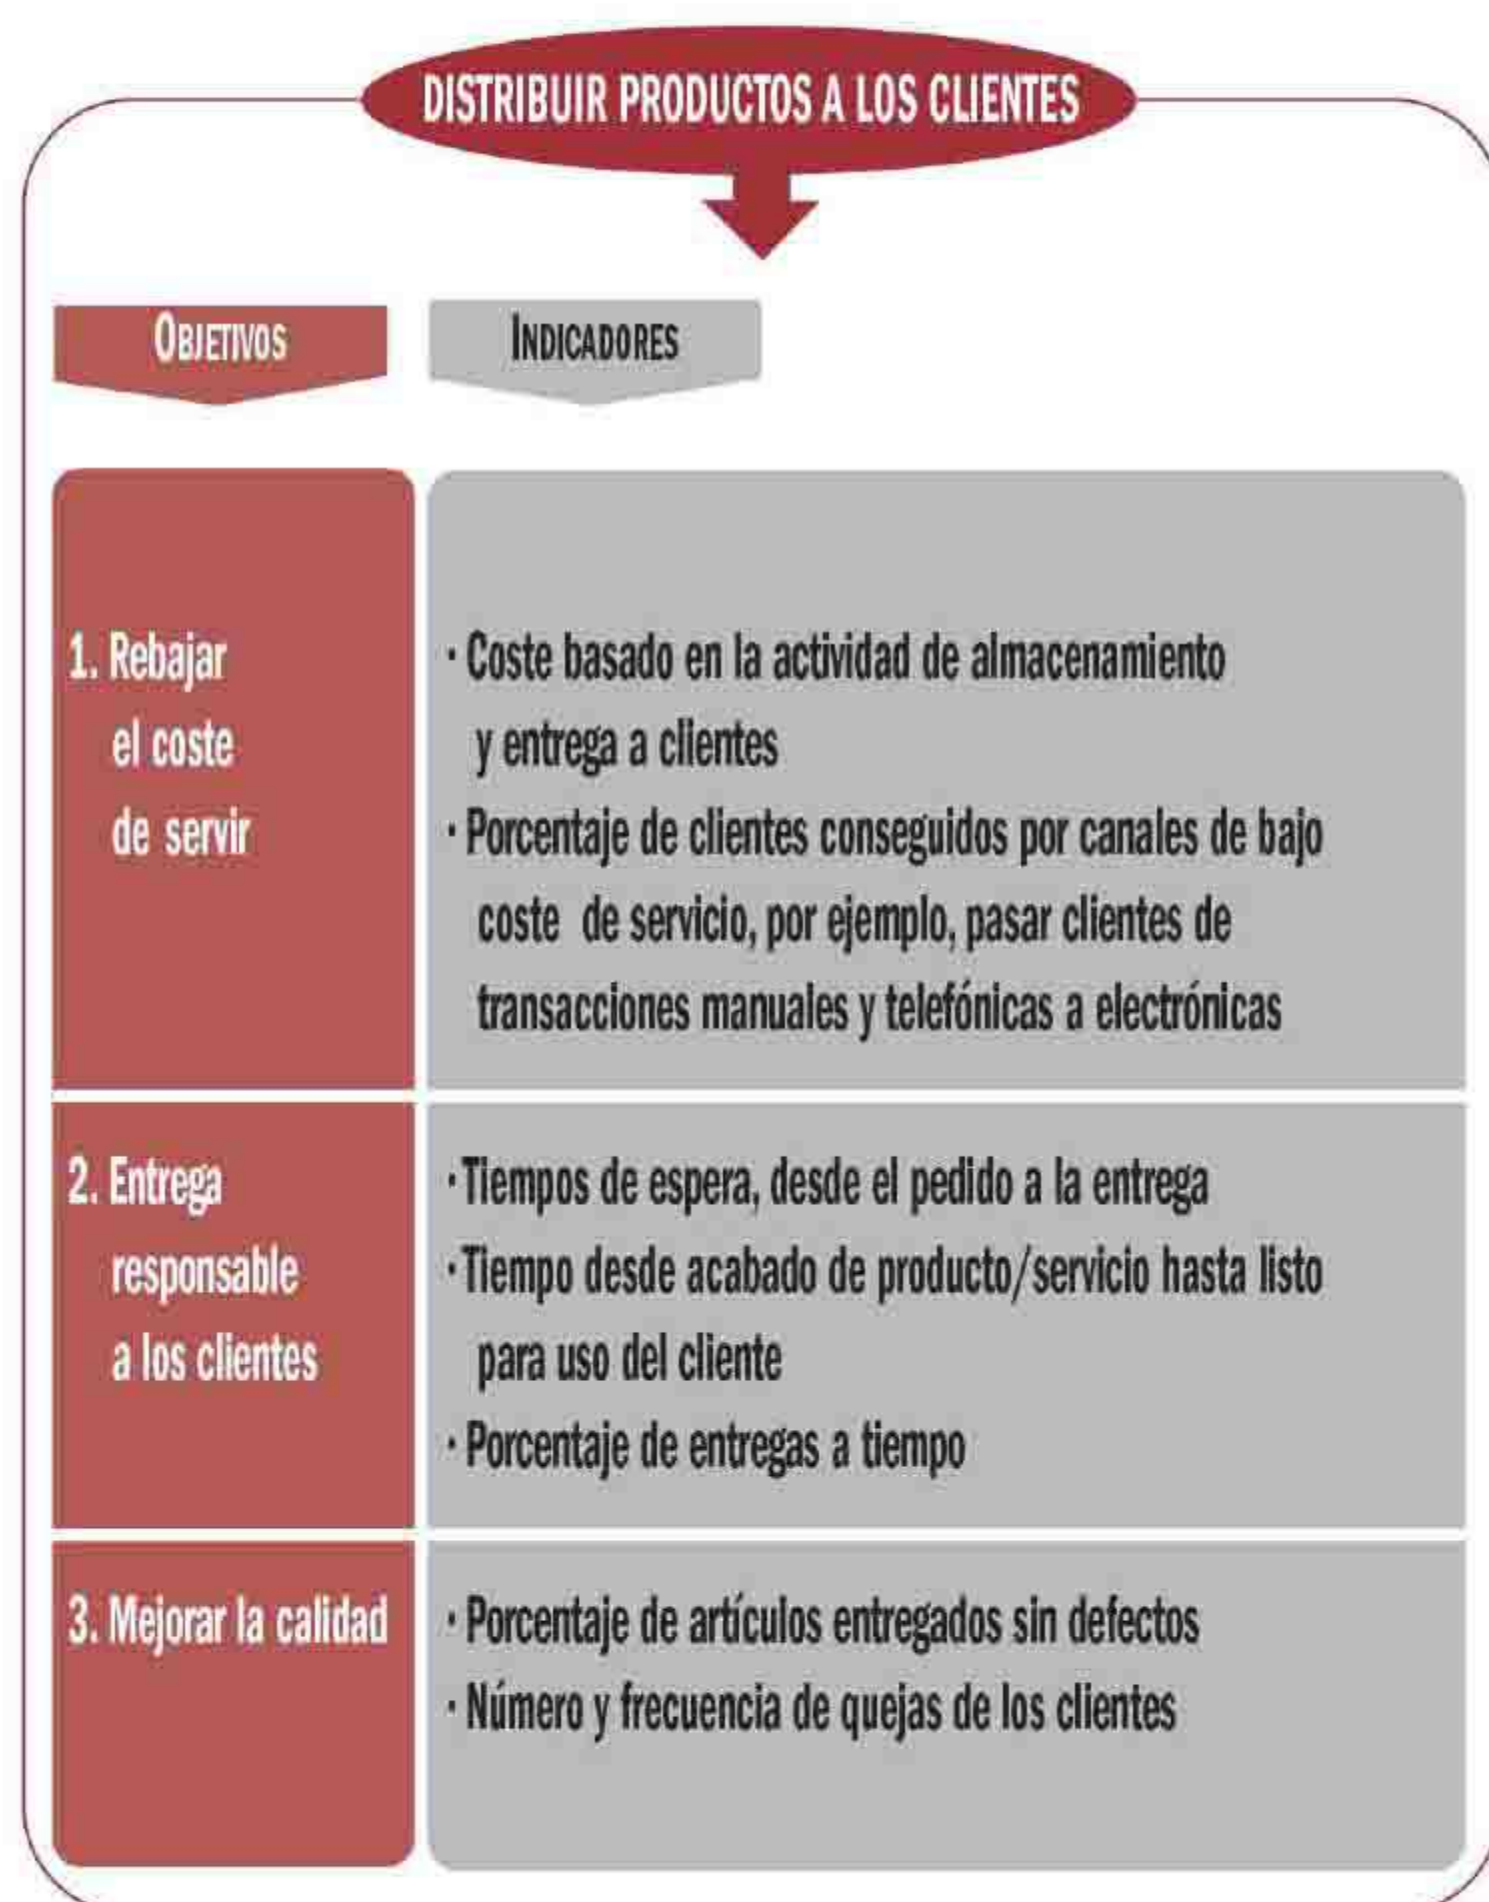 DISTRIBUIR PRODUCTOS A LOS CLIENTES
OBJETIVOS
INDICADORES
1. Rebajar
el coste
de servir
· Coste basado en la actividad de almacenamiento
y entrega a clientes
· Porcentaje de clientes conseguidos por canales de bajo
coste de servicio, por ejemplo, pasar clientes de
transacciones manuales y telefónicas a electrónicas
2. Entrega
responsable
a los clientes
· Tiempos de espera, desde el pedido a la entrega
· Tiempo desde acabado de producto/servicio hasta listo
para uso del cliente
· Porcentaje de entregas a tiempo
3. Mejorar la calidad
· Porcentaje de artículos entregados sin defectos
· Número y frecuencia de quejas de los clientes